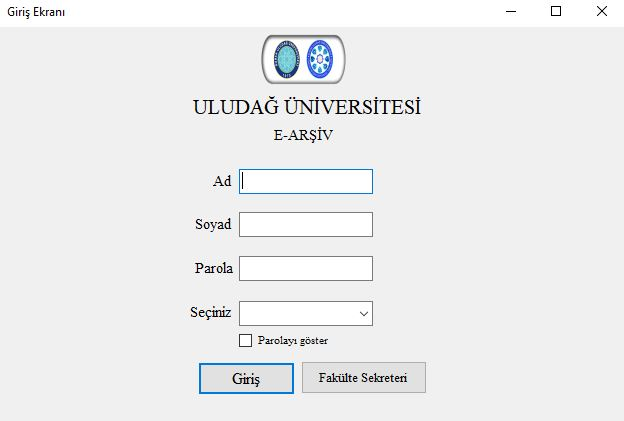 Giriş Ekranı
ULUDAĞ ÜNİVERSİTESİ
E-ARŞİV
Ad
Soyad
Parola
Seçiniz
Parolayı göster
Giriş
Fakülte Sekreteri